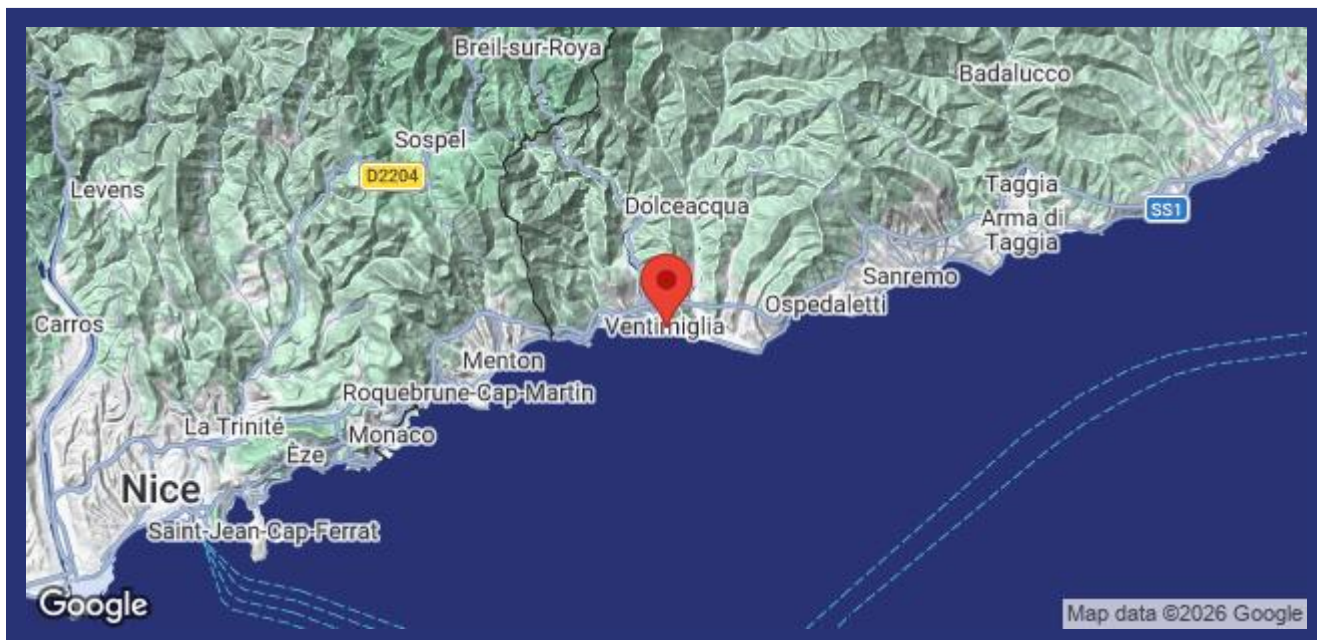 Breil-sur-Roya
Badalucco
Sospel
D2204
Levens
Taggia
Dolceacqua
SS1
Arma di
Taggia
Sanremo
Ospedaletti
Carros
Ventimiglia
Menton
Roquebrune-Cap-Martin
La Trinité
Monaco
Èze
Nice
Saint-Jean-Cap-Ferrat
Google
Map data ©2026 Google